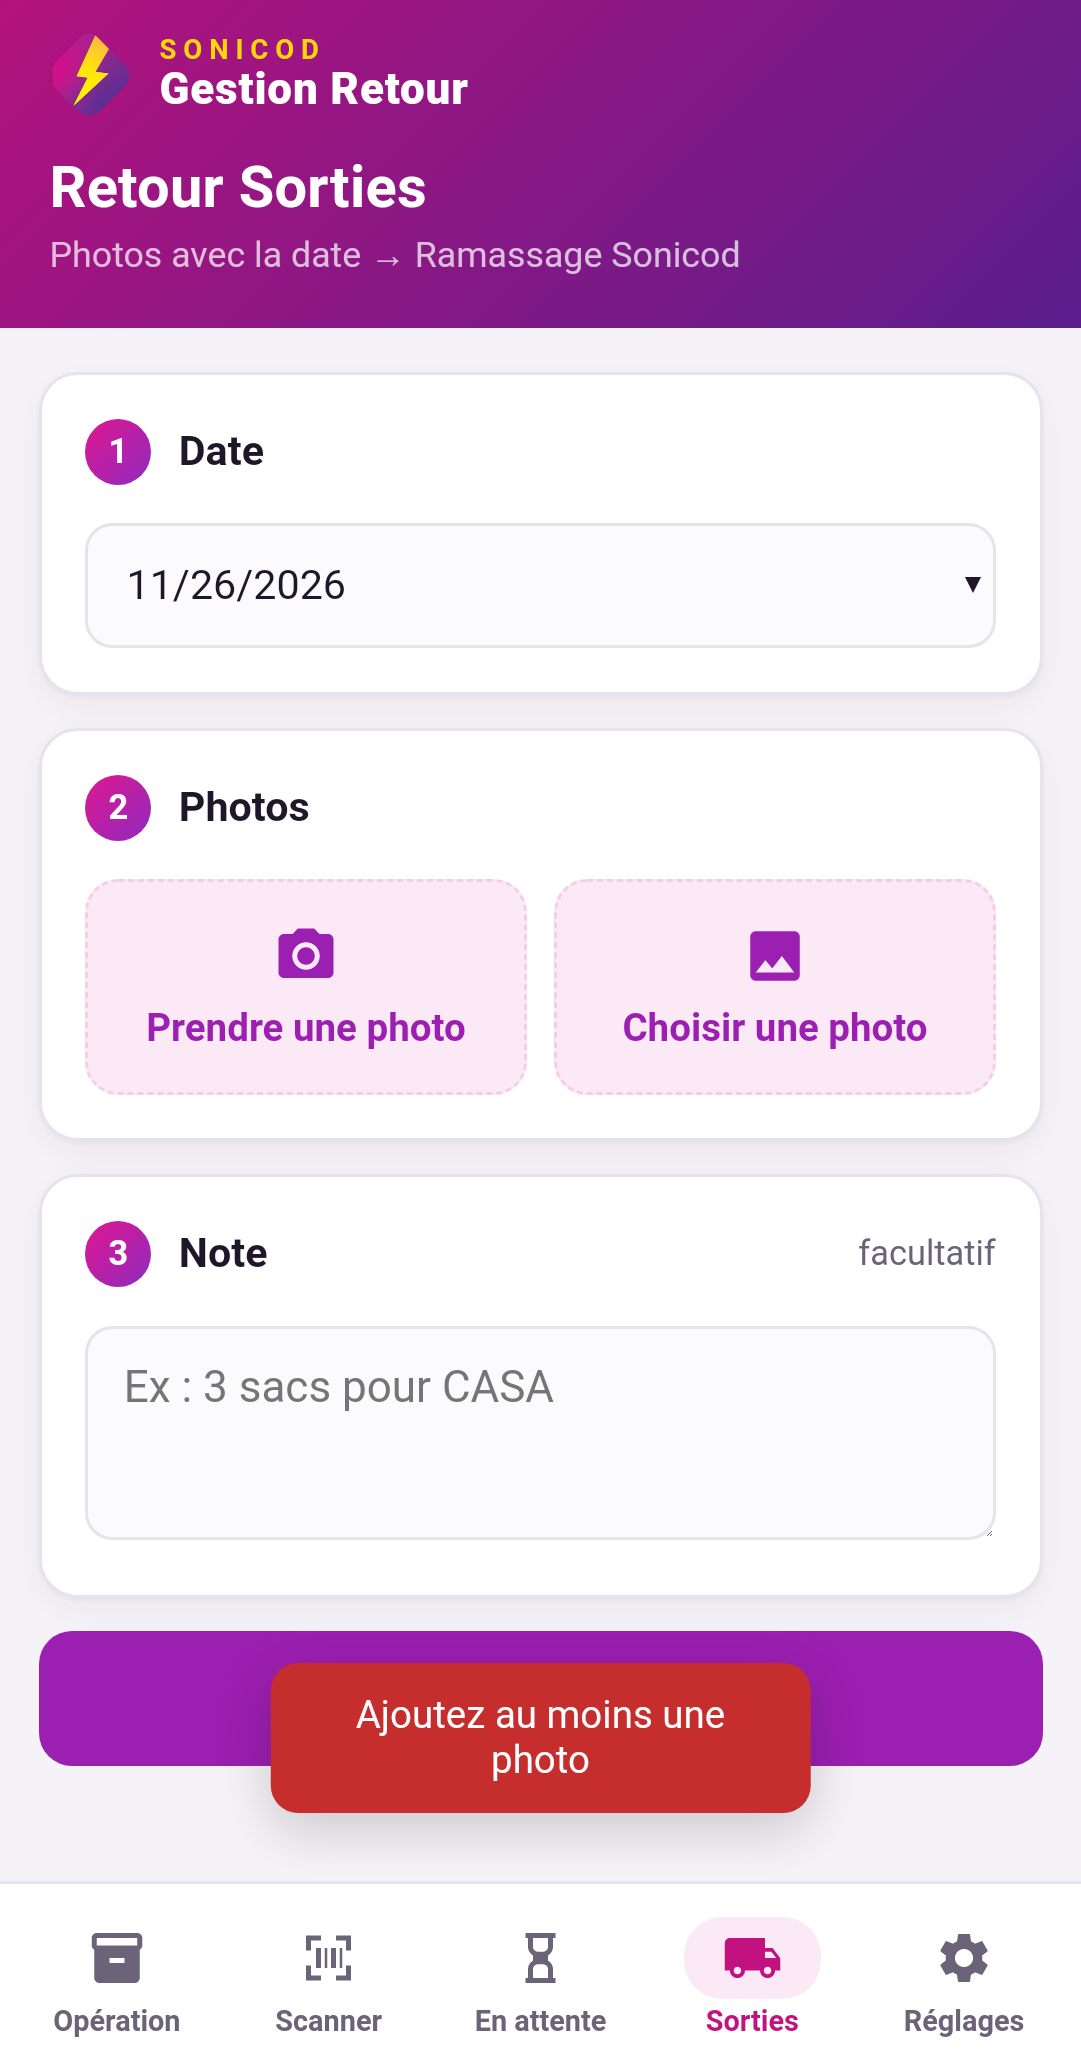 SONICOD
Gestion Retour
Retour Sorties
Photos avec la date → Ramassage Sonicod
1 Date
11/26/2026
2 Photos
Prendre une photo
Choisir une photo
3 Note
facultatif
Ex : 3 sacs pour CASA
Ajoutez au moins une
photo
Opération
Scanner
En attente
Sorties
Réglages